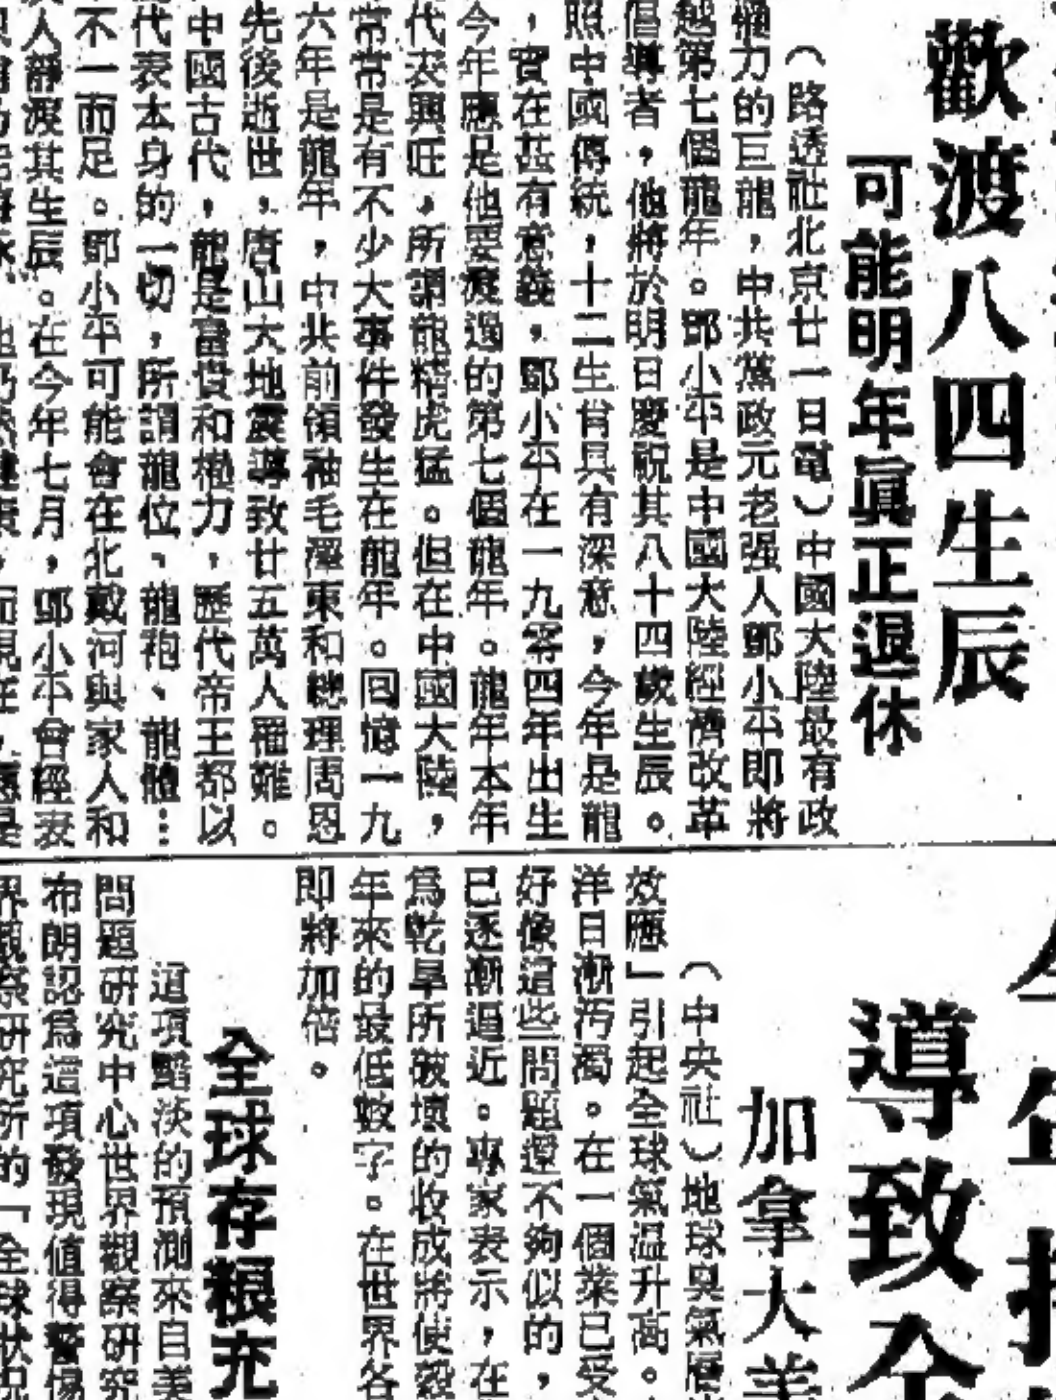 歡渡八四生辰
可能明年眞正退休
（路透社北京廿一日電）中國大陸最有政
權力的巨龍，中共黨政元老强人鄧小平即將
越第七個龍年。鄧小平是中國大陸經濟改革
倡導者，他將於明日慶祝其八十四歲生辰。
照中國傳統，十二生肖具有深意，今年是龍
，實在甚有意義，鄧小平在一九零四年出生
今年應是他要渡過的第七個龍年。龍年本年
代表興旺，所謂龍精虎猛。但在中國大陸，
常常是有不少大事件發生在龍年。回憶一九
六年是龍年，中共前領袖毛澤東和總理周恩
先後逝世，唐山大地震導致廿五萬人罹難。
中國古代，龍是富貴和權力，歷代帝王都以
代表本身的一切，所謂龍位、龍袍、龍體…
不一而足。鄧小平可能會在北戴河與家人和
人靜渡其生辰。在今年七月，鄧小平曾經表
導致全
加拿大
（中央社）地球臭氣層
效應」引起全球氣温升高。
洋日漸汚濁。在一個業已受
好像這些問題還不夠似的，
已逐漸逼近。專家表示，在
爲乾旱所破壞的收成將使穀
年來的最低數字。在世界各
即將加倍。
全球存根充
這項黯淡的預測來自美
問題研究中心世界觀察研究
布朗認爲這項發現值得警惕
界觀察研究所的「全球狀況